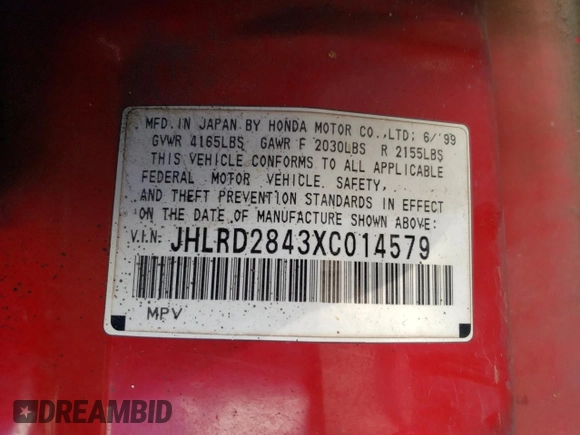 MFD. IN JAPAN BY HONDA MOTOR CO.,LTD; 6/'99
GVWR 4165LBS GAWR F 2030LBS R 2155LBS
THIS VEHICLE CONFORMS TO ALL APPLICABLE
FEDERAL MOTOR VEHICLE. SAFETY,
AND THEFT PREVENTION STANDARDS IN EFFECT
ON THE DATE OF MANUFACTURE SHOWN ABOVE:
V.I.N: JHLRD2843XC014579
MPV
DREAMBID